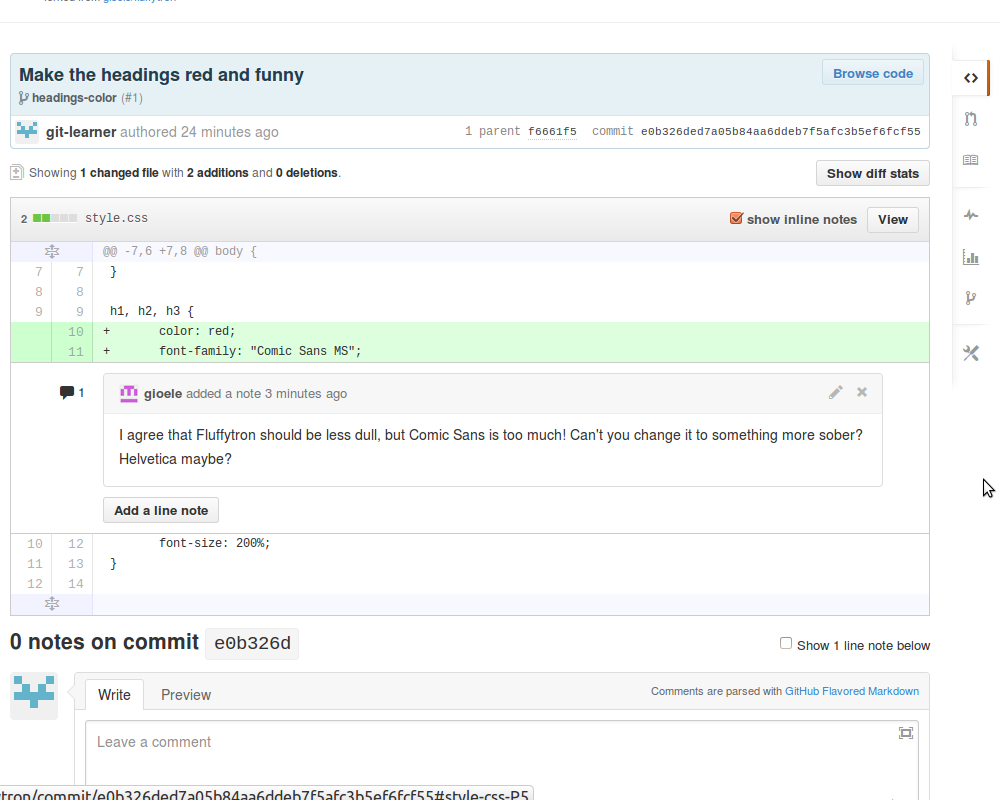 Make the headings red and funny
Browse code
headings-color (#1)
git-learner authored 24 minutes ago
1 parent f6661f5 commit e0b326ded7a05b84aa6ddeb7f5afc3b5ef6fcf55
Showing 1 changed file with 2 additions and 0 deletions.
Show diff stats
2 style.css
show inline notes
View
@@ -7,6 +7,8 @@ body {
7 7 }
8 8
9 9 h1, h2, h3 {
10 + color: red;
11 + font-family: "Comic Sans MS";
1
gioele added a note 3 minutes ago
I agree that Fluffytron should be less dull, but Comic Sans is too much! Can't you change it to something more sober?
Helvetica maybe?
Add a line note
10 12 font-size: 200%;
11 13 }
12 14
0 notes on commit e0b326d
Show 1 line note below
Write
Preview
Comments are parsed with GitHub Flavored Markdown
Leave a comment
tron/commit/e0b326ded7a05b84aa6ddeb7f5afc3b5ef6fcf55#style-css-P5